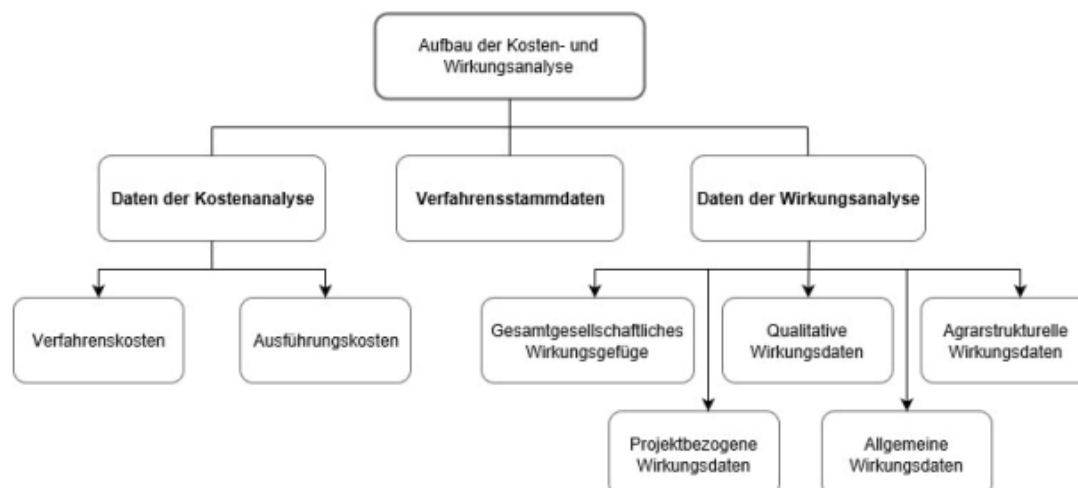 Aufbau der Kosten- und
Wirkungsanalyse
Daten der Kostenanalyse
Verfahrensstammdaten
Daten der Wirkungsanalyse
Verfahrenskosten
Ausführungskosten
Gesamtgesellschaftliches
Wirkungsgefüge
Qualitative
Wirkungsdaten
Agrarstrukturelle
Wirkungsdaten
Projektbezogene
Wirkungsdaten
Allgemeine
Wirkungsdaten